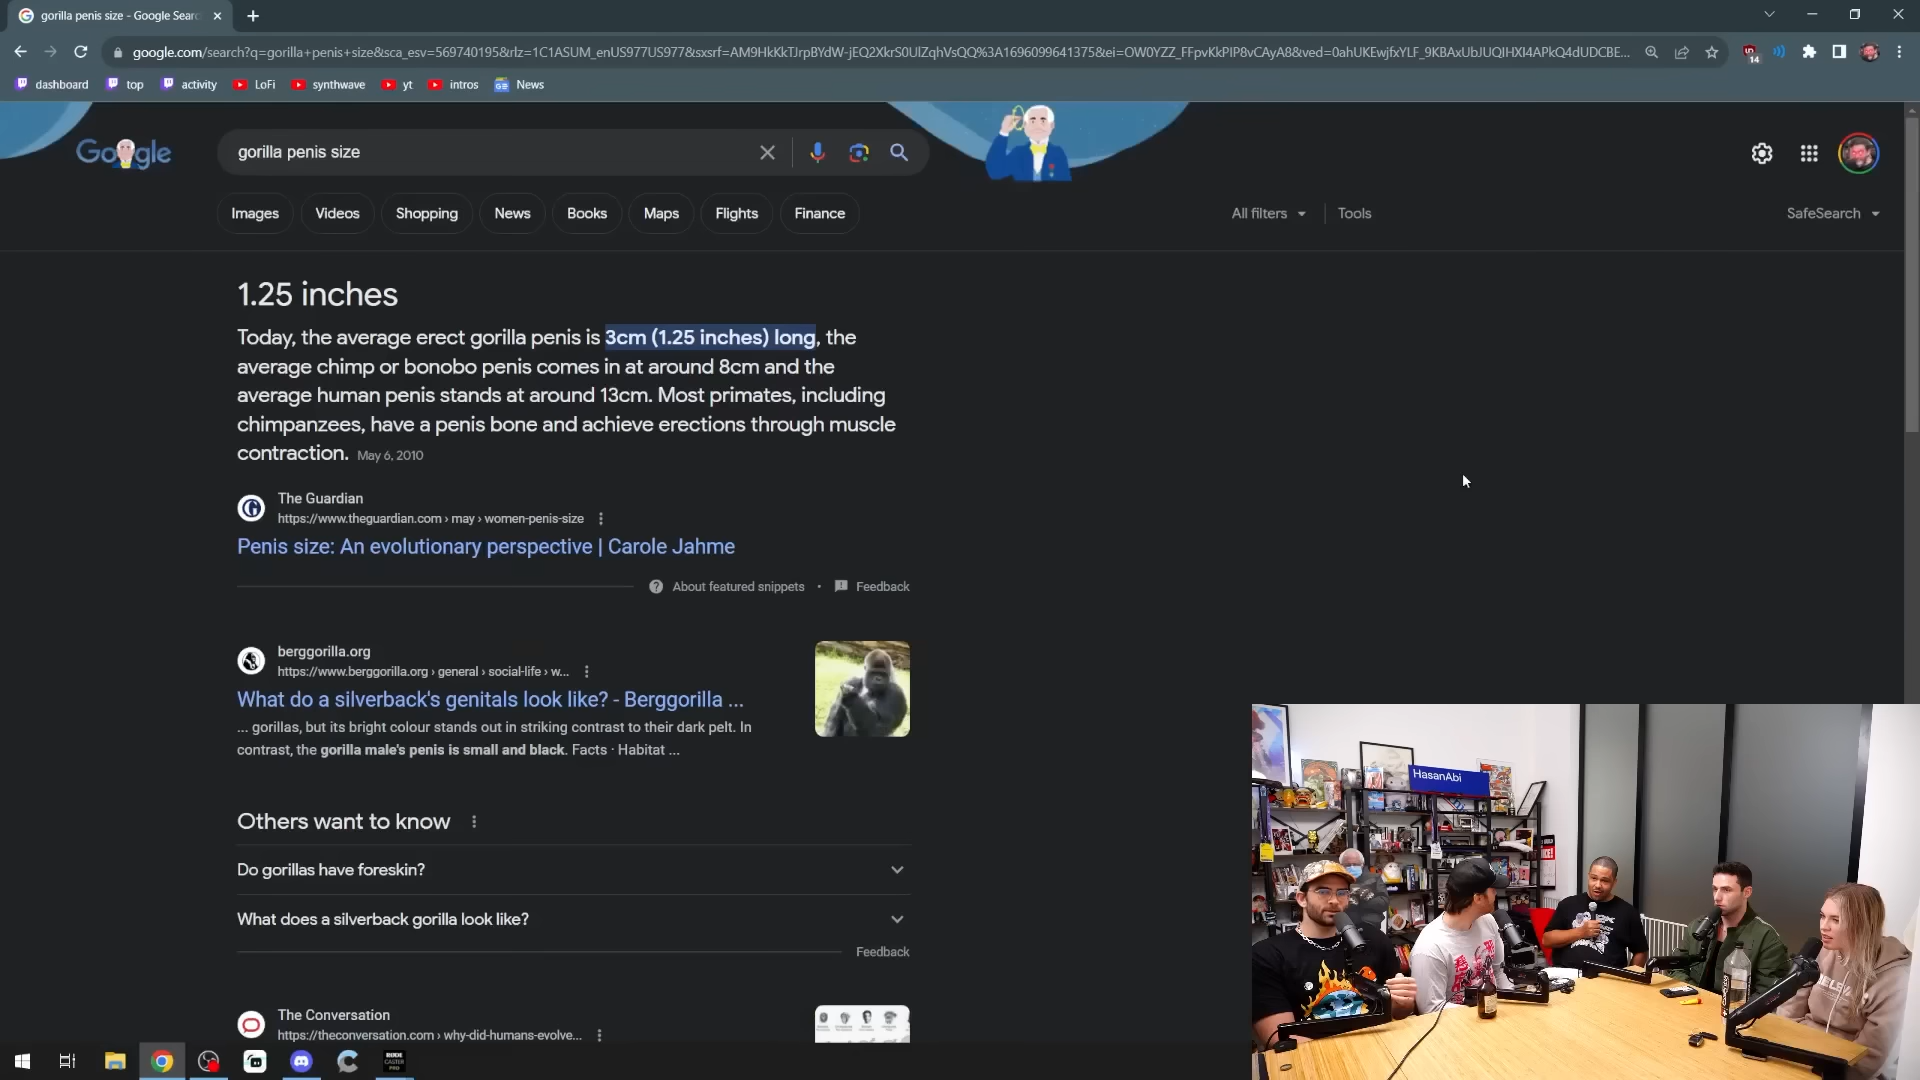 gorilla penis size - Google Searc
google.com/search?q=gorilla+penis+size&sca_esv=569740195&rlz=1C1ASUM_enUS977US977&sxsrf=AM9HkKkTJrpBYdW-jEQ2XkrS0UlZqhVsQQ%3A1696099641375&ei=OW0YZZ_FFpvKkPIP8vCAyA8&ved=0ahUKEwjfxYLF_9KBAxUbJUQIHXI4APkQ4dUDCBE...
14
dashboard
top
activity
LoFi
synthwave
yt
intros
News
Google
gorilla penis size
Images
Videos
Shopping
News
Books
Maps
Flights
Finance
All filters
Tools
SafeSearch
1.25 inches
Today, the average erect gorilla penis is 3cm (1.25 inches) long, the
average chimp or bonobo penis comes in at around 8cm and the
average human penis stands at around 13cm. Most primates, including
chimpanzees, have a penis bone and achieve erections through muscle
contraction. May 6, 2010
The Guardian
https://www.theguardian.com › may › women-penis-size
Penis size: An evolutionary perspective | Carole Jahme
About featured snippets • Feedback
berggorilla.org
https://www.berggorilla.org › general › social-life › w...
What do a silverback's genitals look like? - Berggorilla ...
... gorillas, but its bright colour stands out in striking contrast to their dark pelt. In
contrast, the gorilla male's penis is small and black. Facts · Habitat ...
Others want to know
Do gorillas have foreskin?
What does a silverback gorilla look like?
Feedback
The Conversation
https://theconversation.com › why-did-humans-evolve...
HasanAbi
RODE
CASTER
PRO